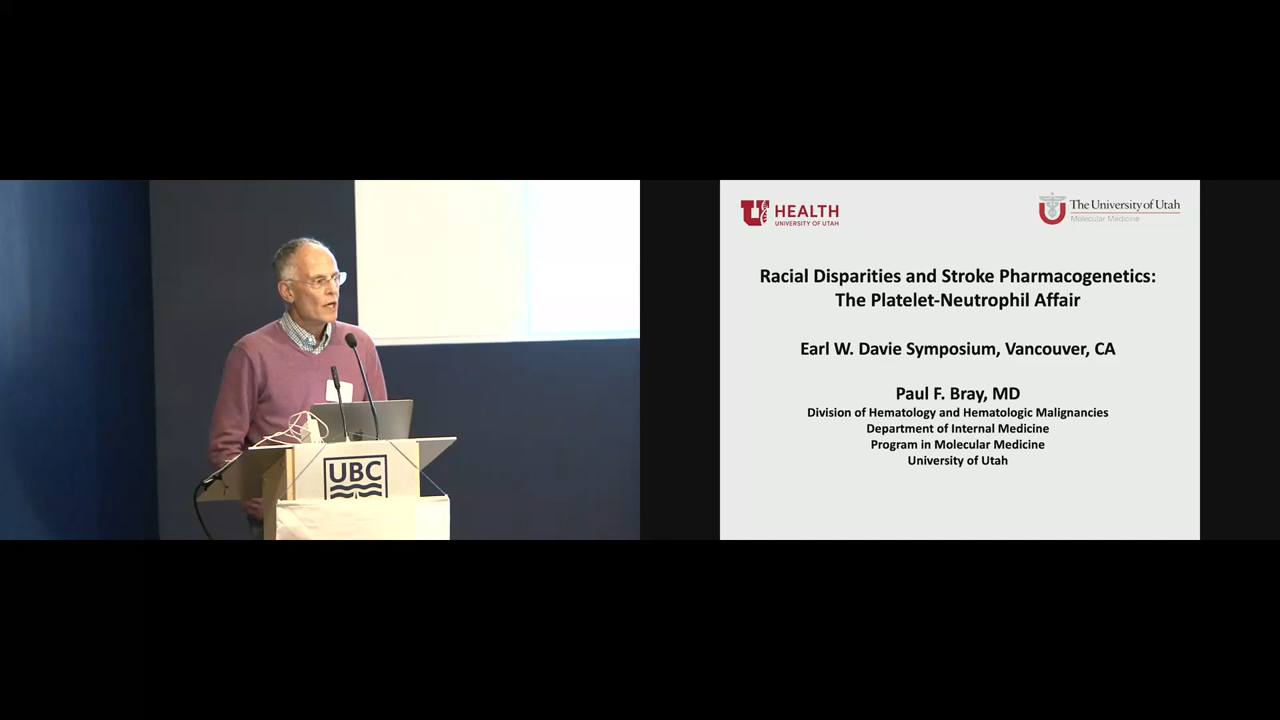 UBC
HEALTH
UNIVERSITY OF UTAH
The University of Utah
Molecular Medicine
Racial Disparities and Stroke Pharmacogenetics:
The Platelet-Neutrophil Affair
Earl W. Davie Symposium, Vancouver, CA
Paul F. Bray, MD
Division of Hematology and Hematologic Malignancies
Department of Internal Medicine
Program in Molecular Medicine
University of Utah